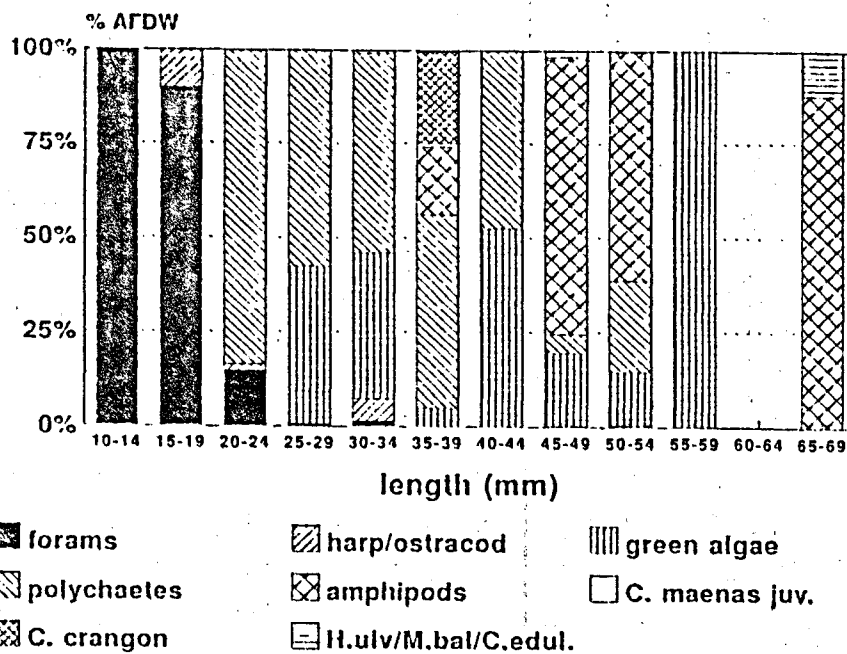 % AFDW
100%
75%
50%
25%
0%
10-14 15-19 20-24 25-29 30-34 35-39 40-44 45-49 50-54 55-59 60-64 65-69
length (mm)
forams harp/ostracod green algae
polychaetes amphipods C. maenas juv.
C. crangon H.ulv/M.bal/C.edul.